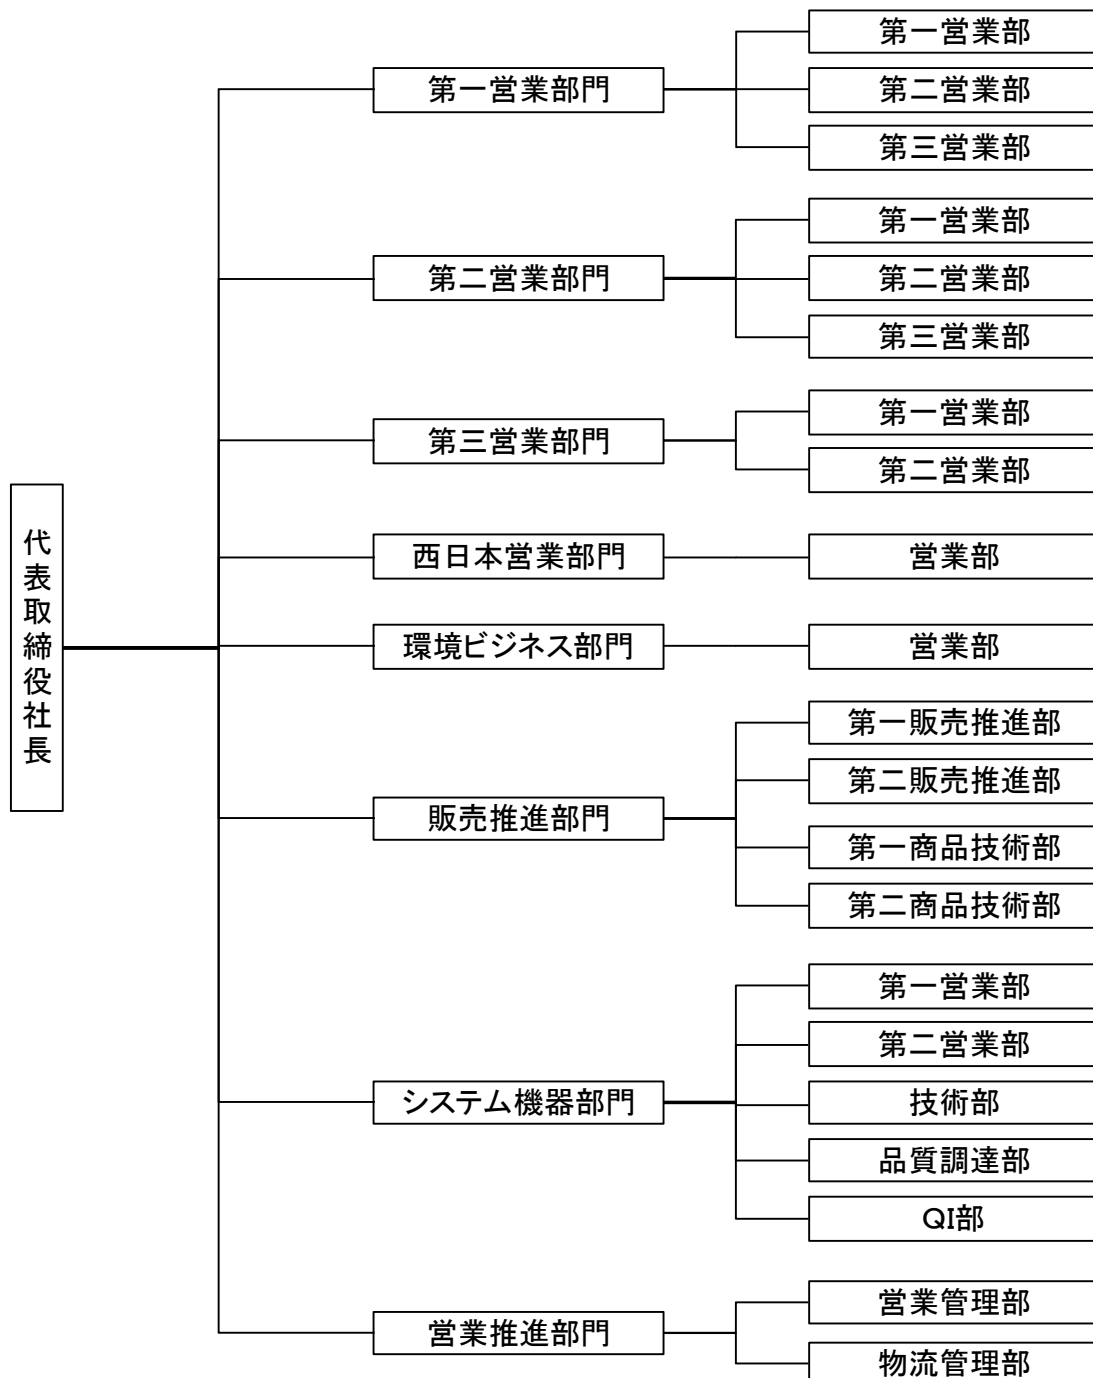 代表取締役社長
第一営業部門
第一営業部
第二営業部
第三営業部
第二営業部門
第一営業部
第二営業部
第三営業部
第三営業部門
第一営業部
第二営業部
西日本営業部門
営業部
環境ビジネス部門
営業部
販売推進部門
第一販売推進部
第二販売推進部
第一商品技術部
第二商品技術部
システム機器部門
第一営業部
第二営業部
技術部
品質調達部
QI部
営業推進部門
営業管理部
物流管理部